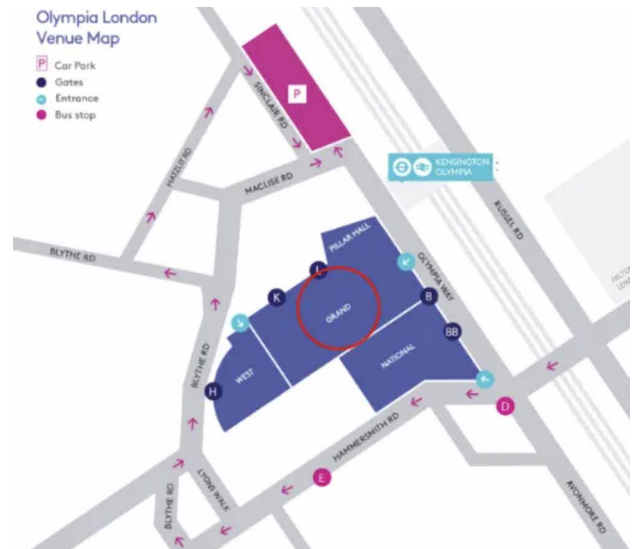 Olympia London
Venue Map
P Car Park
Gates
Entrance
Bus stop
P
SINCLAIR RD
HAZLIT RD
MACLISE RD
KENSINGTON
OLYMPIA
RUSSEL RD
BLYTHE RD
PILLAR HALL
OLYMPIA WAY
L
K
B
GRAND
BB
NATIONAL
WEST
H
BLYTHE RD
D
HAMMERSMITH RD
E
LYONS WALK
BLYTHE RD
AVONMORE RD